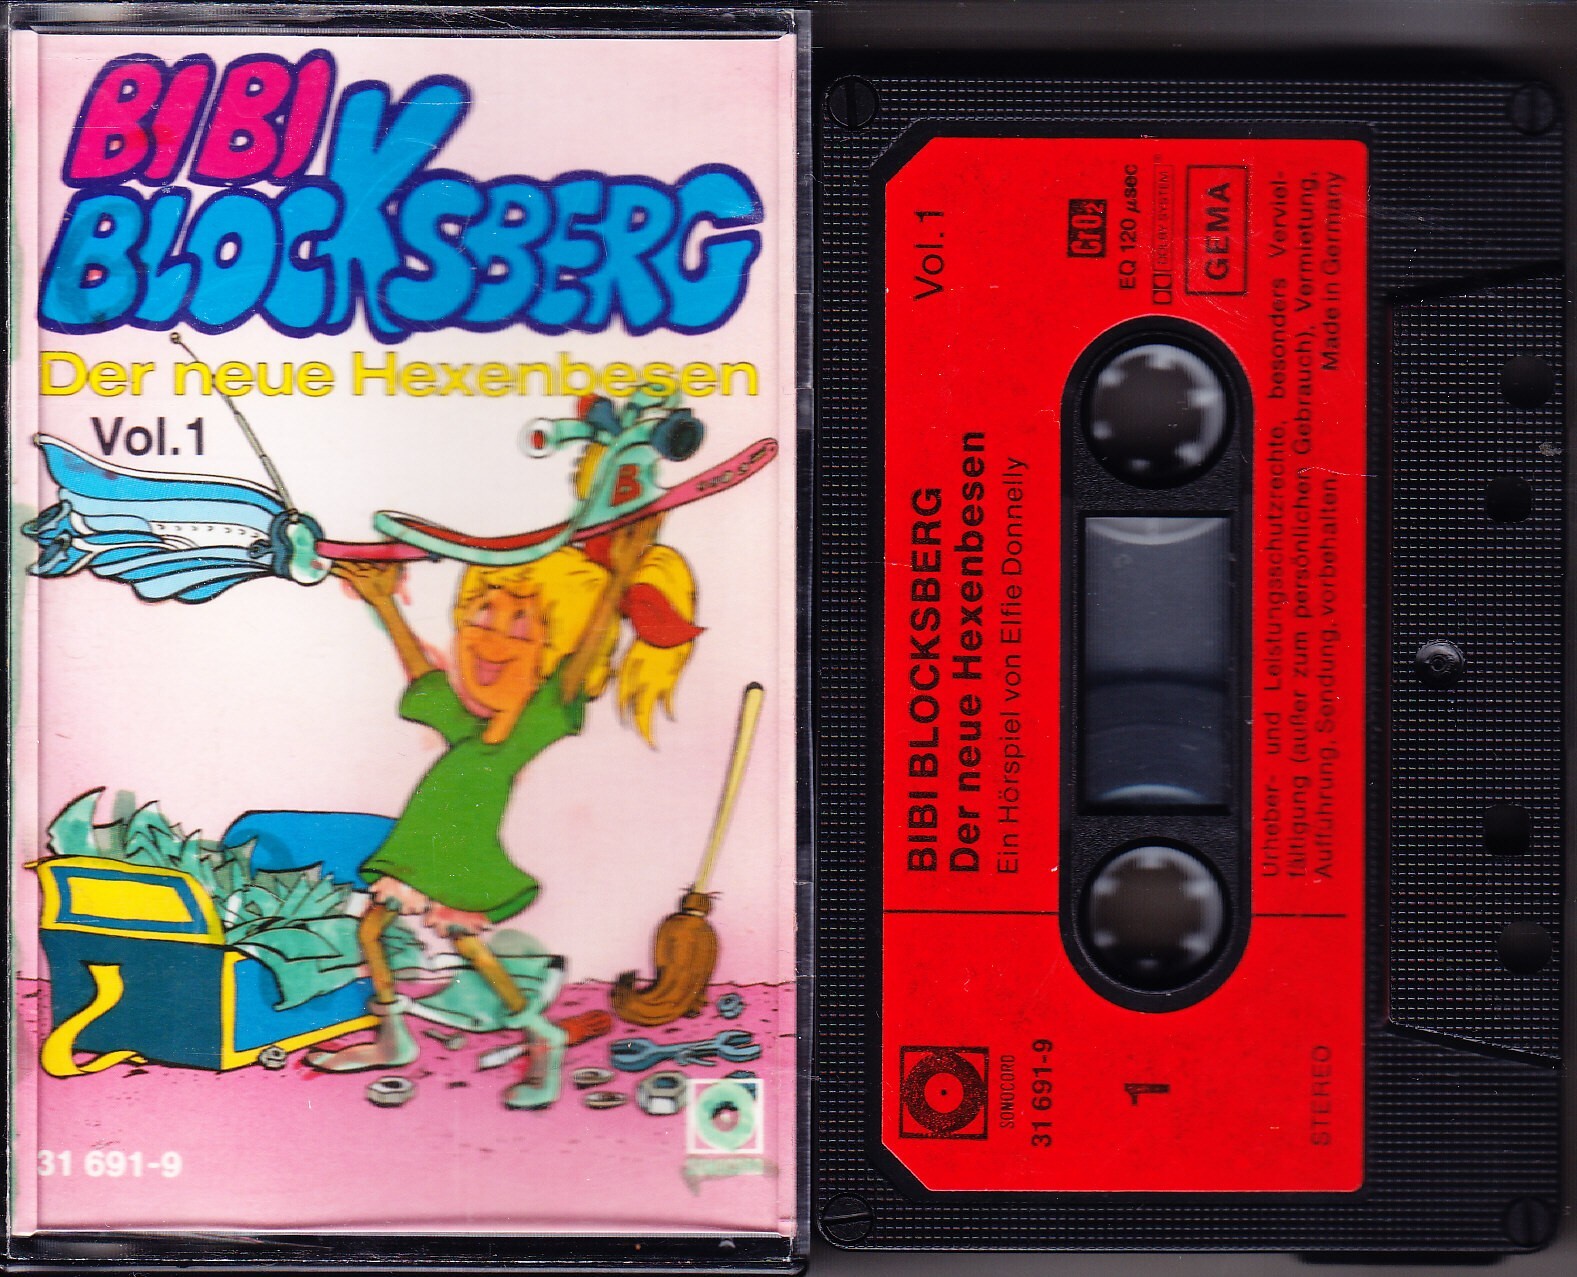 BIBI
BLOCKSBERG
Der neue Hexenbesen
Vol.1
B
31 691-9
BIBI BLOCKSBERG
Der neue Hexenbesen
Ein Hörspiel von Elfie Donnelly
Vol.1
CrO2
EQ 120 µsec
DOLBY SYSTEM
GEMA
Urheber- und Leistungsschutzrechte, besonders Verviel-
fältigung (außer zum persönlichen Gebrauch), Vermietung,
Aufführung, Sendung, vorbehalten. Made in Germany
SONOCORD
31 691-9
1
STEREO